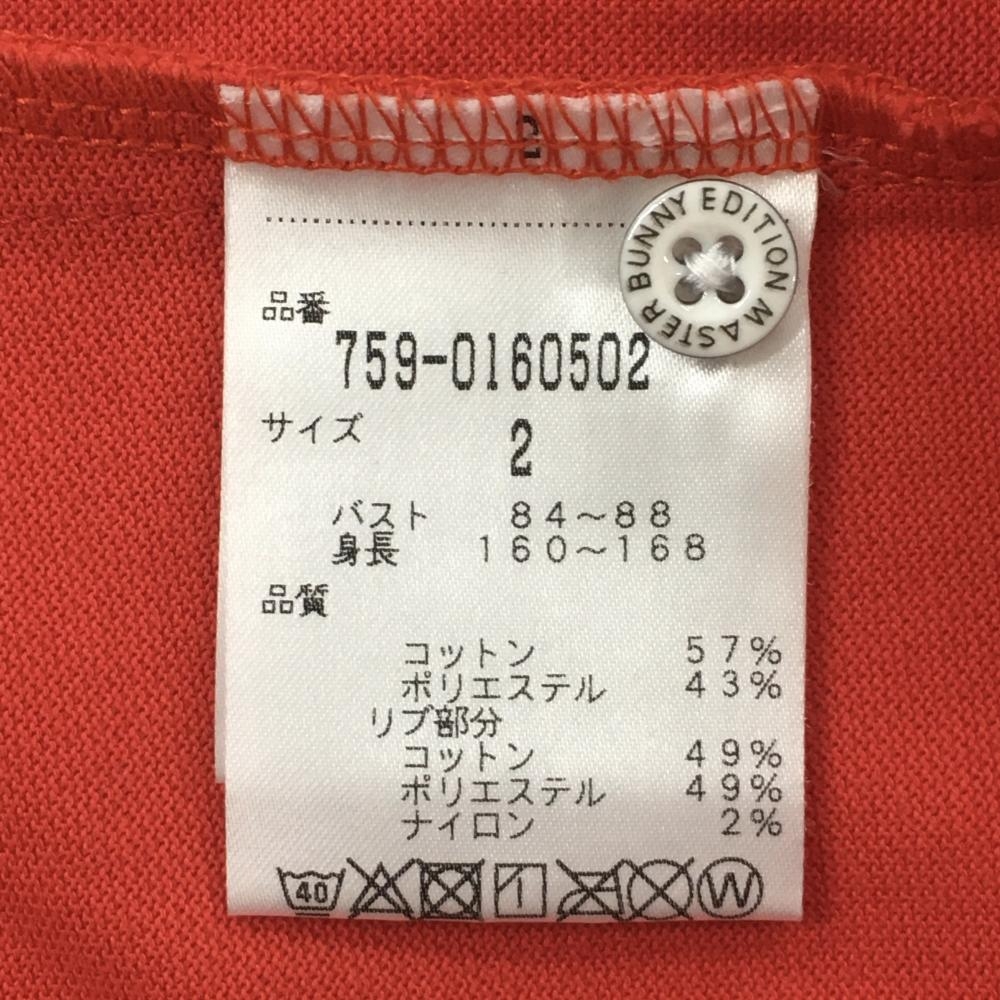 MASTER BUNNY EDITION
品番
759-0160502
サイズ
2
バスト 84〜88
身長 160〜168
品質
コットン 57%
ポリエステル 43%
リブ部分
コットン 49%
ポリエステル 49%
ナイロン 2%
40 W